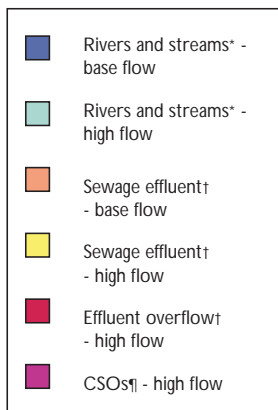 Rivers and streams* -
base flow
Rivers and streams* -
high flow
Sewage effluent†
- base flow
Sewage effluent†
- high flow
Effluent overflow†
- high flow
CSOs¶ - high flow